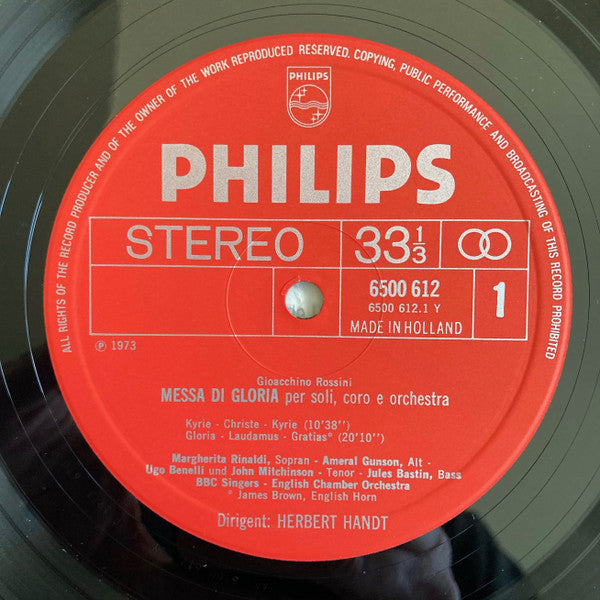 ALL RIGHTS OF THE RECORD PRODUCER AND OF THE OWNER OF THE WORK REPRODUCED RESERVED. COPYING, PUBLIC PERFORMANCE AND BROADCASTING OF THIS RECORD PROHIBITED
PHILIPS
PHILIPS
STEREO 33⅓
6500 612
6500 612.1 Y
MADE IN HOLLAND
1
℗ 1973
Gioacchino Rossini
MESSA DI GLORIA per soli, coro e orchestra
Kyrie - Christe - Kyrie (10'38'')
Gloria - Laudamus - Gratias° (20'10'')
Margherita Rinaldi, Sopran - Ameral Gunson, Alt -
Ugo Benelli und John Mitchinson - Tenor - Jules Bastin, Bass
BBC Singers - English Chamber Orchestra
° James Brown, English Horn
Dirigent: HERBERT HANDT